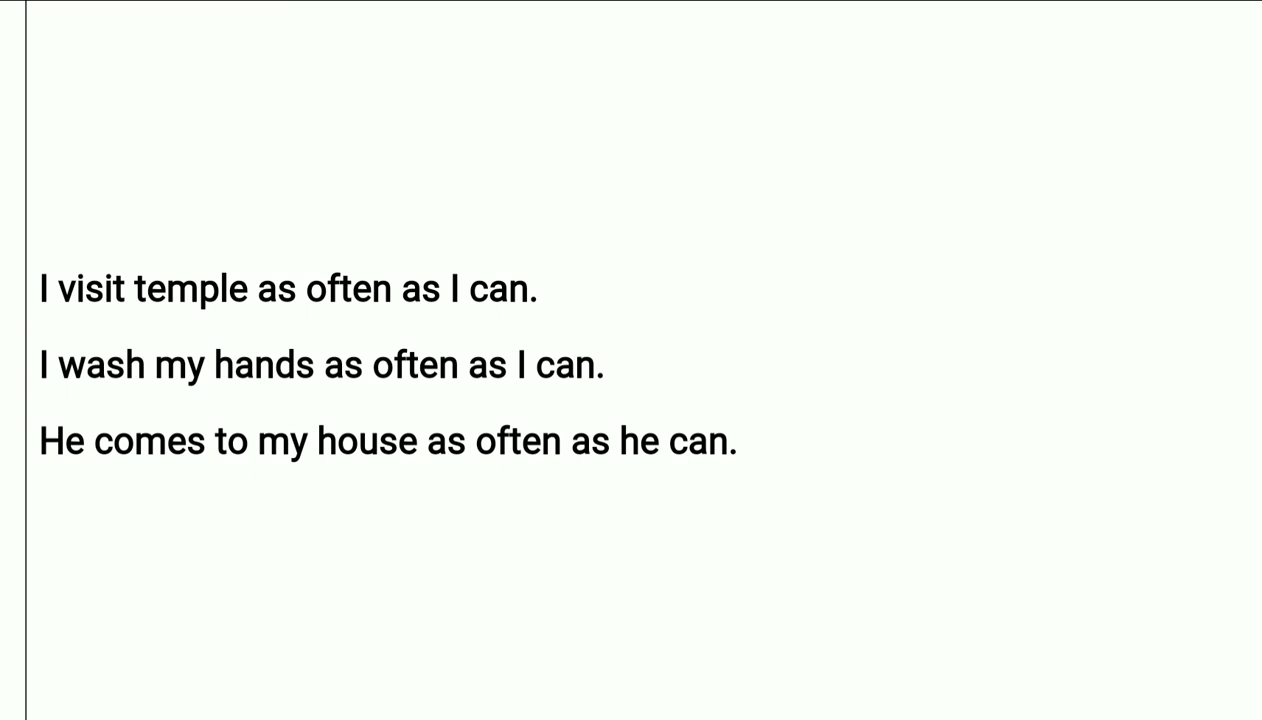 I visit temple as often as I can.
I wash my hands as often as I can.
He comes to my house as often as he can.